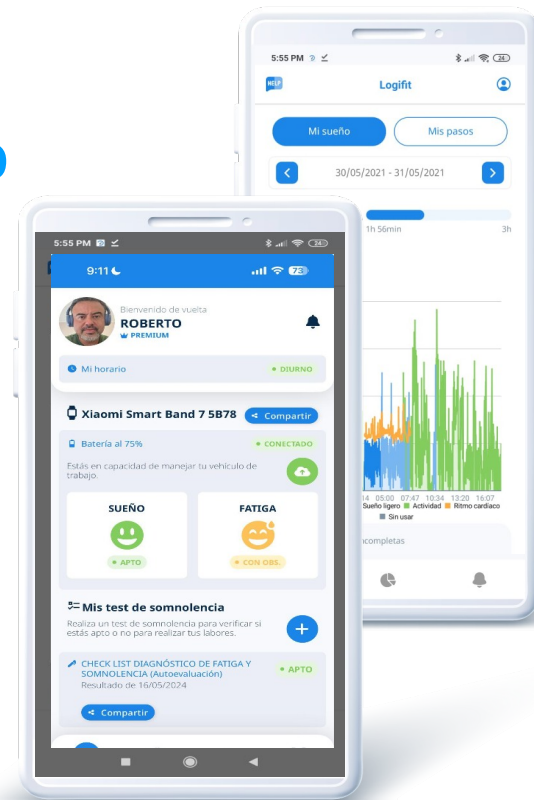 5:55 PM
24
HELP
Logifit
Mi sueño
Mis pasos
30/05/2021 - 31/05/2021
1h 56min
3h
14 05:00 07:47 10:34 13:20 16:07
Sueño ligero Actividad Ritmo cardíaco
Sin usar
ncompletas
5:55 PM
24
9:11
73
Bienvenido de vuelta
ROBERTO
PREMIUM
Mi horario
DIURNO
Xiaomi Smart Band 7 5B78
Compartir
Batería al 75%
CONECTADO
Estás en capacidad de manejar tu vehículo de
trabajo.
SUEÑO
FATIGA
APTO
CON OBS.
Mis test de somnolencia
Realiza un test de somnolencia para verificar si
estás apto o no para realizar tus labores.
CHECK LIST DIAGNÓSTICO DE FATIGA Y
SOMNOLENCIA (Autoevaluación)
APTO
Resultado de 16/05/2024
Compartir